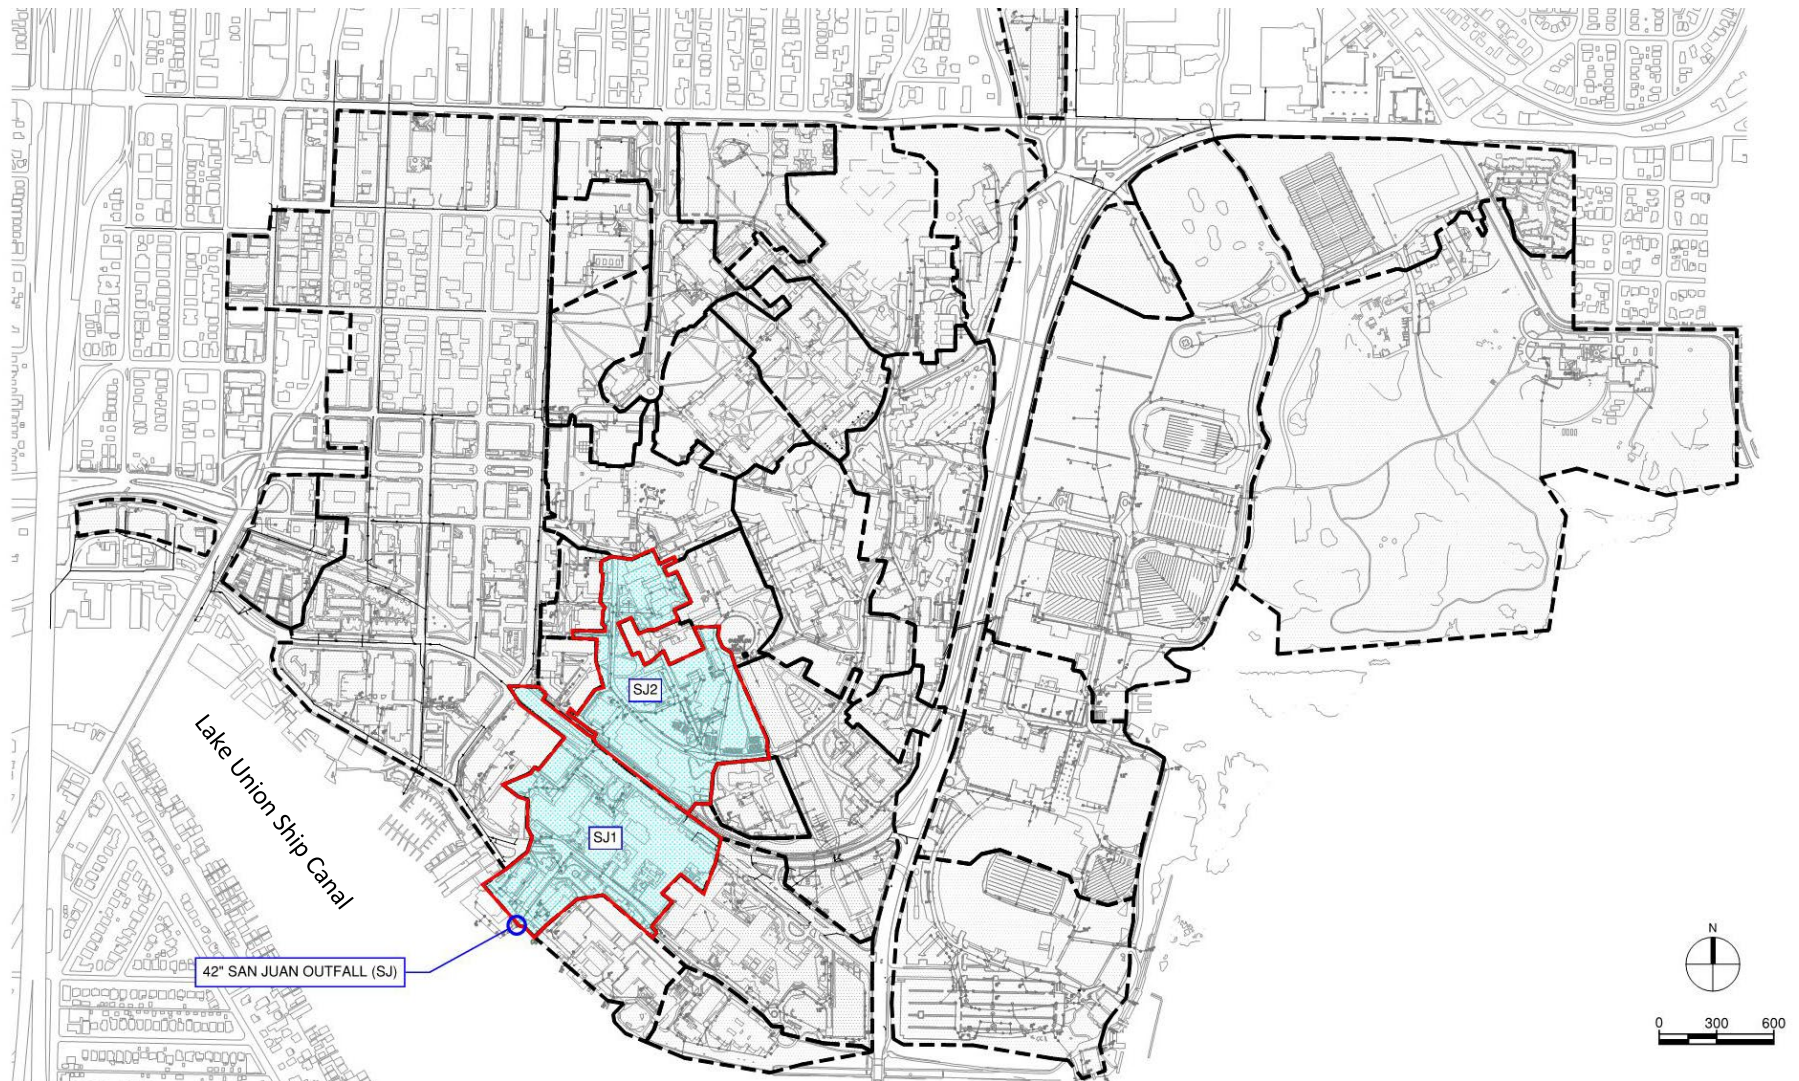 SJ2
Lake Union Ship Canal
SJ1
42" SAN JUAN OUTFALL (SJ)
N
0 300 600